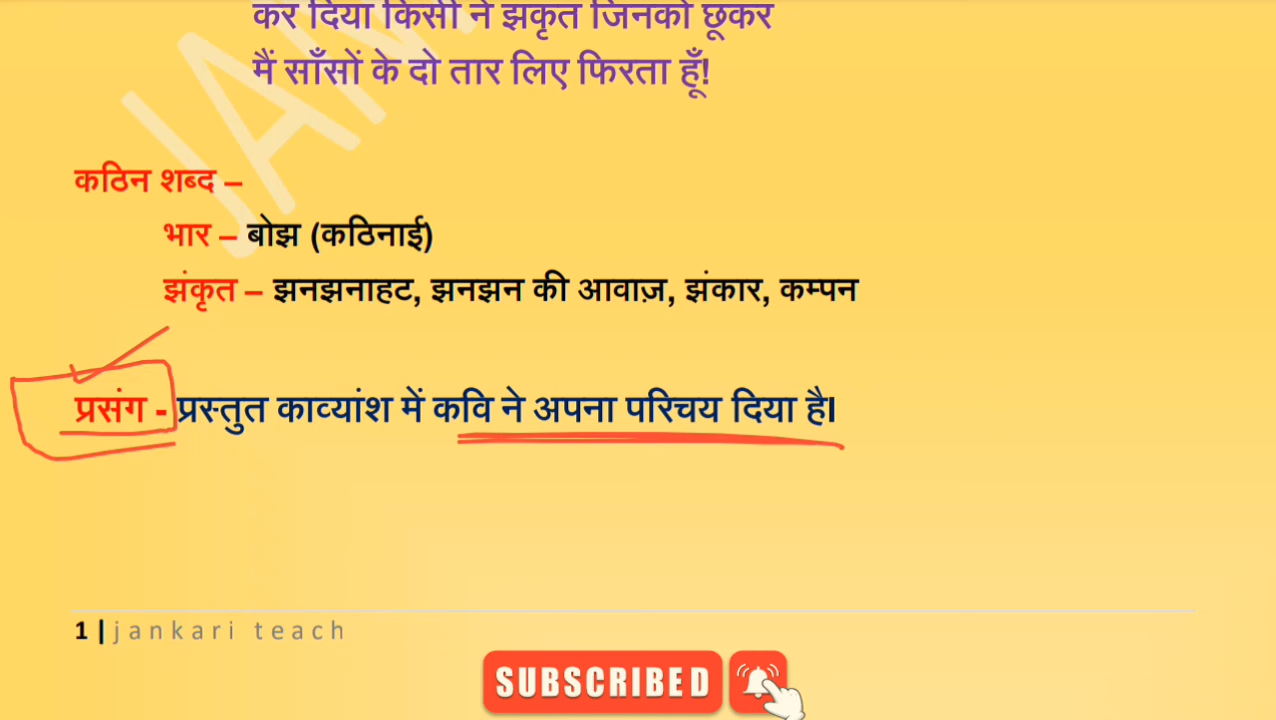 कर दिया किसी ने झंकृत जिनको छूकर
मैं साँसों के दो तार लिए फिरता हूँ!
कठिन शब्द –
भार – बोझ (कठिनाई)
झंकृत – झनझनाहट, झनझन की आवाज़, झंकार, कम्पन
प्रसंग - प्रस्तुत काव्यांश में कवि ने अपना परिचय दिया है।
1 | jankari teach
SUBSCRIBED